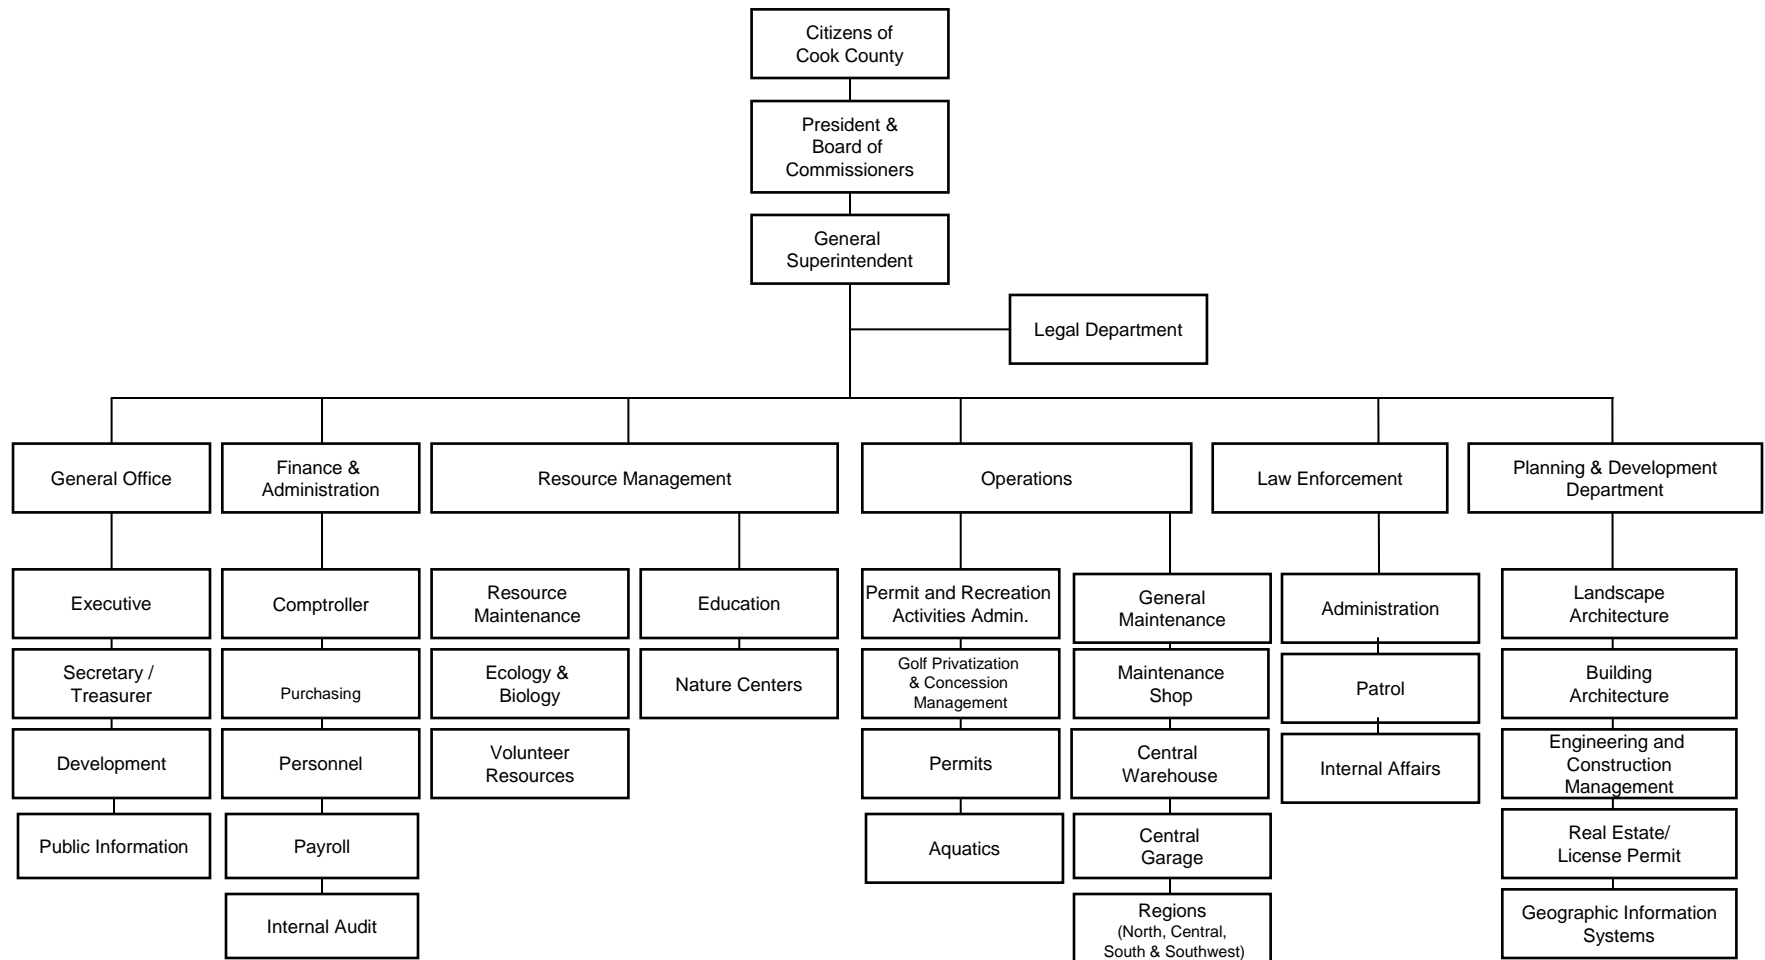 Citizens of
Cook County
President &
Board of
Commissioners
General
Superintendent
Legal Department
General Office
Finance &
Administration
Resource Management
Operations
Law Enforcement
Planning & Development
Department
Executive
Secretary /
Treasurer
Development
Public Information
Comptroller
Purchasing
Personnel
Payroll
Internal Audit
Resource
Maintenance
Ecology &
Biology
Volunteer
Resources
Education
Nature Centers
Permit and Recreation
Activities Admin.
Golf Privatization
& Concession
Management
Permits
Aquatics
General
Maintenance
Maintenance
Shop
Central
Warehouse
Central
Garage
Regions
(North, Central,
South & Southwest)
Administration
Patrol
Internal Affairs
Landscape
Architecture
Building
Architecture
Engineering and
Construction
Management
Real Estate/
License Permit
Geographic Information
Systems